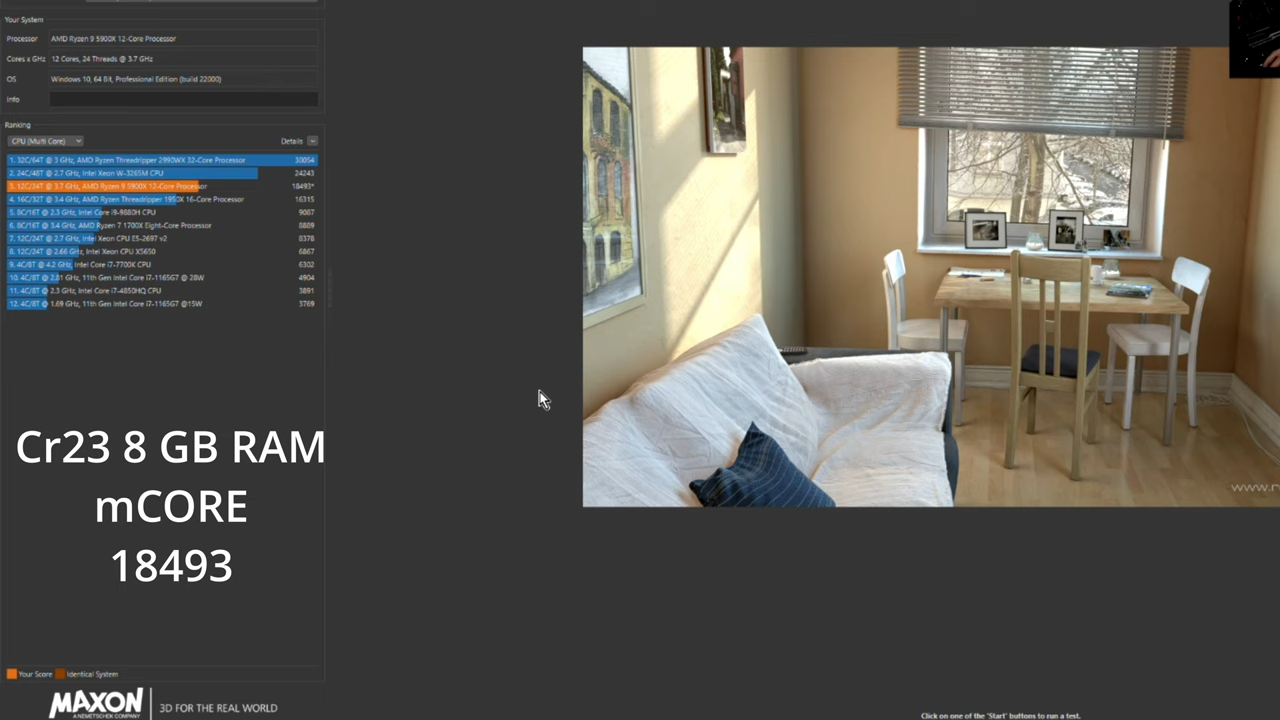 Your System
Processor AMD Ryzen 9 5900X 12-Core Processor
Cores x GHz 12 Cores, 24 Threads @ 3.7 GHz
OS Windows 10, 64 Bit, Professional Edition (build 22000)
Info
Ranking
CPU (Multi Core) Details
1. 32C/64T @ 3 GHz, AMD Ryzen Threadripper 2990WX 32-Core Processor 30054
2. 24C/48T @ 2.7 GHz, Intel Xeon W-3265M CPU 24243
3. 12C/24T @ 3.7 GHz, AMD Ryzen 9 5900X 12-Core Processor 18493*
4. 16C/32T @ 3.4 GHz, AMD Ryzen Threadripper 1950X 16-Core Processor 16315
5. 8C/16T @ 2.3 GHz, Intel Core i9-9880H CPU 9087
6. 8C/16T @ 3.4 GHz, AMD Ryzen 7 1700X Eight-Core Processor 8889
7. 12C/24T @ 2.7 GHz, Intel Xeon CPU E5-2697 v2 8378
8. 12C/24T @ 2.66 GHz, Intel Xeon CPU X5650 6867
9. 4C/8T @ 4.2 GHz, Intel Core i7-7700K CPU 6302
10. 4C/8T @ 2.81 GHz, 11th Gen Intel Core i7-1165G7 @ 28W 4904
11. 4C/8T @ 2.3 GHz, Intel Core i7-4850HQ CPU 3891
12. 4C/8T @ 1.69 GHz, 11th Gen Intel Core i7-1165G7 @15W 3769
Cr23 8 GB RAM
mCORE
18493
www.r
Your Score Identical System
MAXON 3D FOR THE REAL WORLD
A NEMETSCHEK COMPANY
Click on one of the 'Start' buttons to run a test.